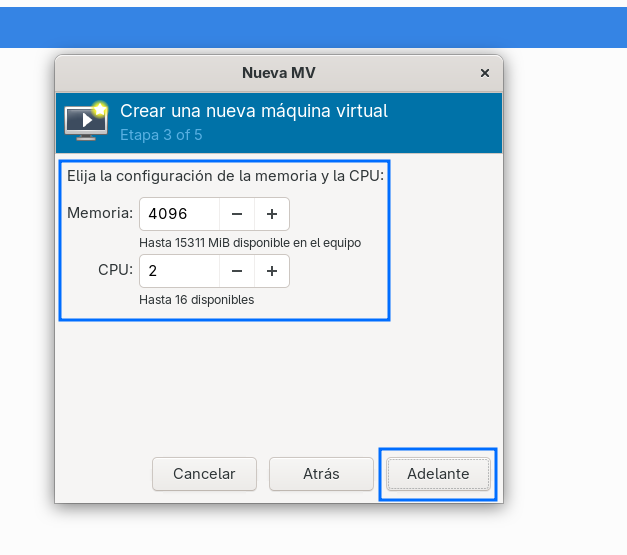 Nueva MV
Crear una nueva máquina virtual
Etapa 3 of 5
Elija la configuración de la memoria y la CPU:
Memoria: 4096
Hasta 15311 MiB disponible en el equipo
CPU: 2
Hasta 16 disponibles
Cancelar Atrás Adelante